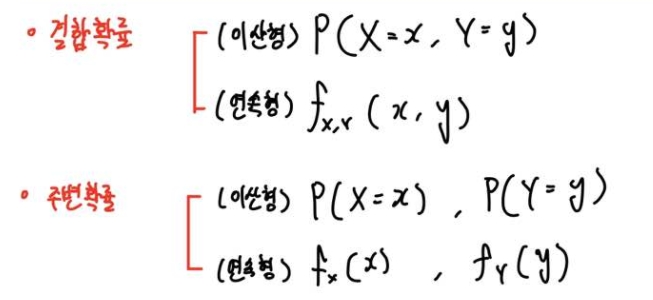 • 결합확률 (이산형) P(X=x, Y=y)
(연속형) f_{X,Y}(x, y)
• 주변확률 (이산형) P(X=x), P(Y=y)
(연속형) f_X(x), f_Y(y)